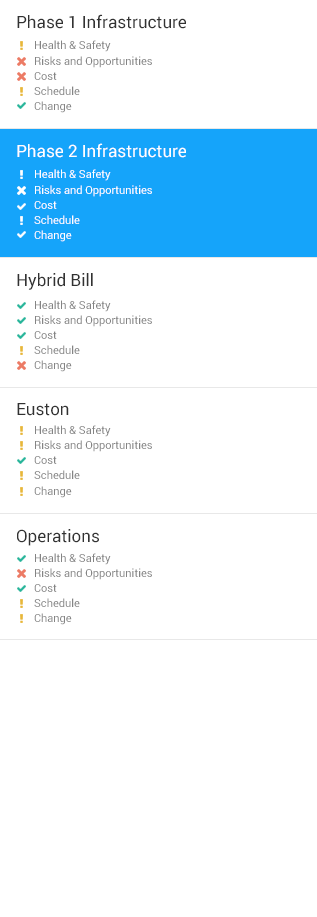 Phase 1 Infrastructure
Health & Safety
Risks and Opportunities
Cost
Schedule
Change
Phase 2 Infrastructure
Health & Safety
Risks and Opportunities
Cost
Schedule
Change
Hybrid Bill
Health & Safety
Risks and Opportunities
Cost
Schedule
Change
Euston
Health & Safety
Risks and Opportunities
Cost
Schedule
Change
Operations
Health & Safety
Risks and Opportunities
Cost
Schedule
Change